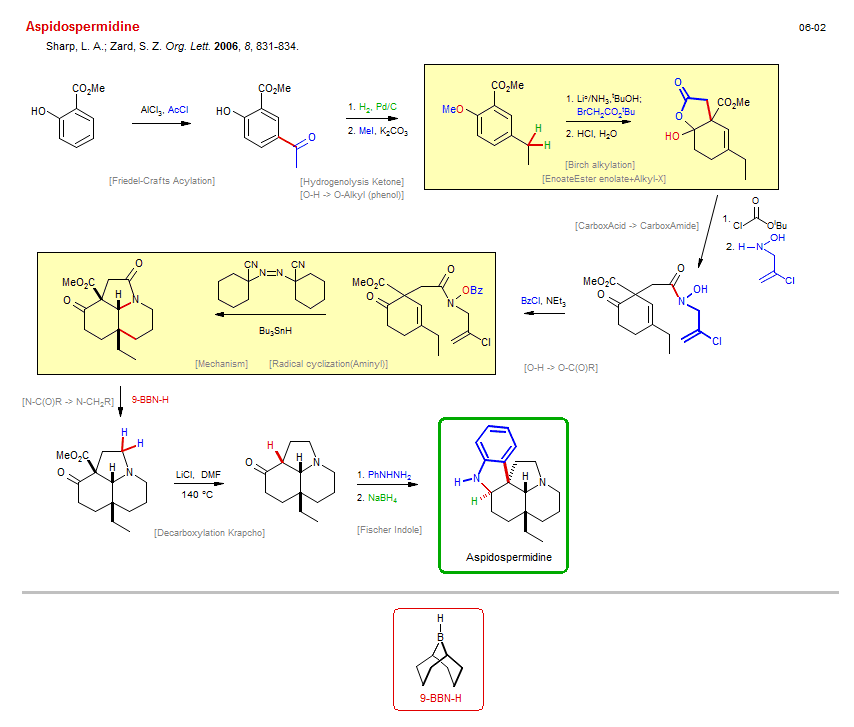 Aspidospermidine
06-02
Sharp, L. A.; Zard, S. Z. Org. Lett. 2006, 8, 831-834.
CO₂Me
HO
AlCl₃, AcCl
[Friedel-Crafts Acylation]
CO₂Me
HO
O
1. H₂, Pd/C
2. MeI, K₂CO₃
[Hydrogenolysis Ketone]
[O-H -> O-Alkyl (phenol)]
CO₂Me
MeO
H
H
1. Li°/NH₃, ᵗBuOH;
BrCH₂CO₂ᵗBu
2. HCl, H₂O
[Birch alkylation]
[EnoateEster enolate+Alkyl-X]
O
O
CO₂Me
HO
[CarboxAcid -> CarboxAmide]
1.
O
Cl
OⁱBu
2. H-N
OH
Cl
MeO₂C
O
O
N
OH
Cl
BzCl, NEt₃
[O-H -> O-C(O)R]
MeO₂C
O
O
N
OBz
Cl
CN
CN
N=N
Bu₃SnH
[Mechanism]
[Radical cyclization(Aminyl)]
MeO₂C
O
O
H
N
[N-C(O)R -> N-CH₂R]
9-BBN-H
H
H
MeO₂C
O
H
N
LiCl, DMF
140 °C
[Decarboxylation Krapcho]
H
H
O
N
1. PhNHNH₂
2. NaBH₄
[Fischer Indole]
H-N
H
H
N
Aspidospermidine
H
B
9-BBN-H